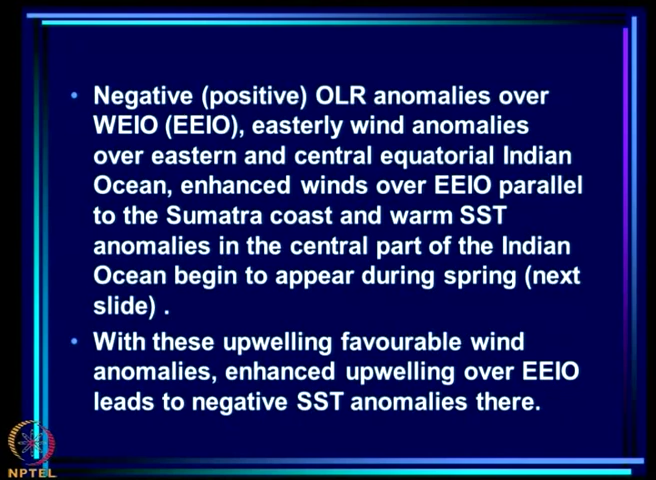 • Negative (positive) OLR anomalies over
WEIO (EEIO), easterly wind anomalies
over eastern and central equatorial Indian
Ocean, enhanced winds over EEIO parallel
to the Sumatra coast and warm SST
anomalies in the central part of the Indian
Ocean begin to appear during spring (next
slide) .
• With these upwelling favourable wind
anomalies, enhanced upwelling over EEIO
leads to negative SST anomalies there.
NPTEL